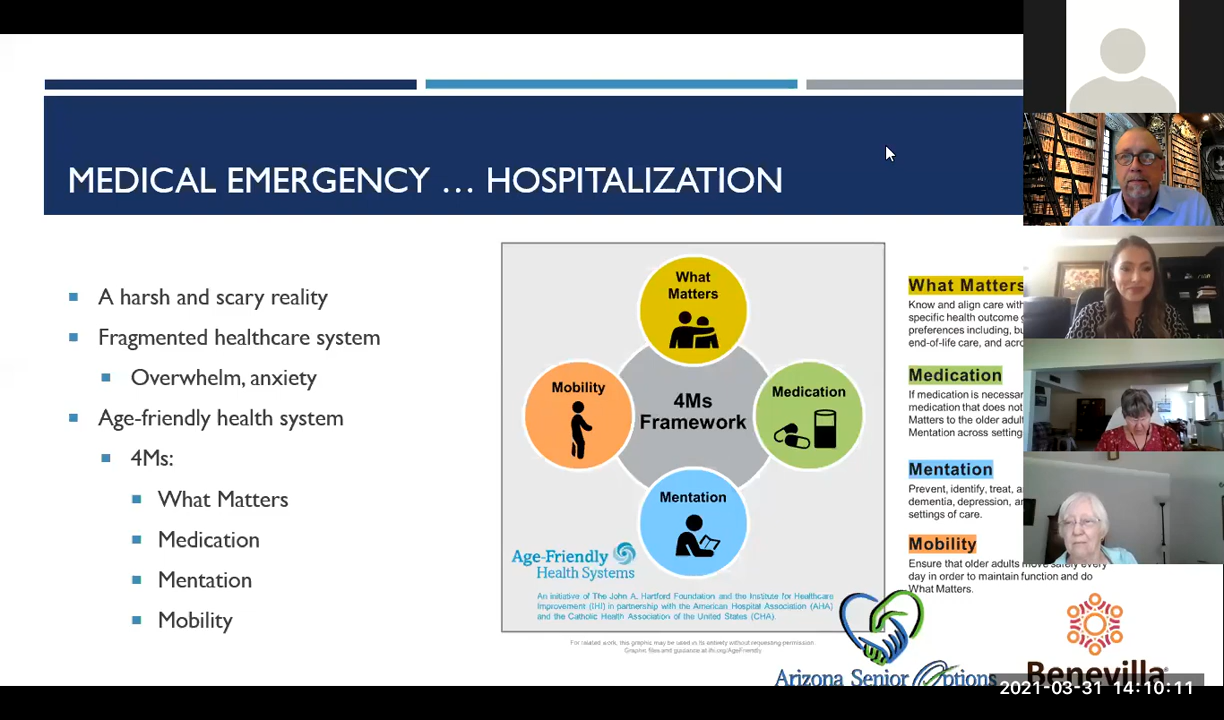 MEDICAL EMERGENCY … HOSPITALIZATION
A harsh and scary reality
Fragmented healthcare system
Overwhelm, anxiety
Age-friendly health system
4Ms:
What Matters
Medication
Mentation
Mobility
What
Matters
Mobility
4Ms
Framework
Medication
Mentation
Age-Friendly
Health Systems
An initiative of The John A. Hartford Foundation and the Institute for Healthcare
Improvement (IHI) in partnership with the American Hospital Association (AHA)
and the Catholic Health Association of the United States (CHA).
For related work, this graphic may be used in its entirety without requesting permission.
Graphic files and guidance at ihi.org/AgeFriendly
What Matters
Know and align care with
specific health outcome
preferences including,
end-of-life care, and
Medication
If medication is
medication that does not
Matters to the older
Mentation across
Mentation
Prevent, identify, treat,
dementia, depression,
settings of care.
Mobility
Ensure that older adults move safely every
day in order to maintain function and do
What Matters.
Arizona Senior Options
Benevilla
2021-03-31 14:10:11